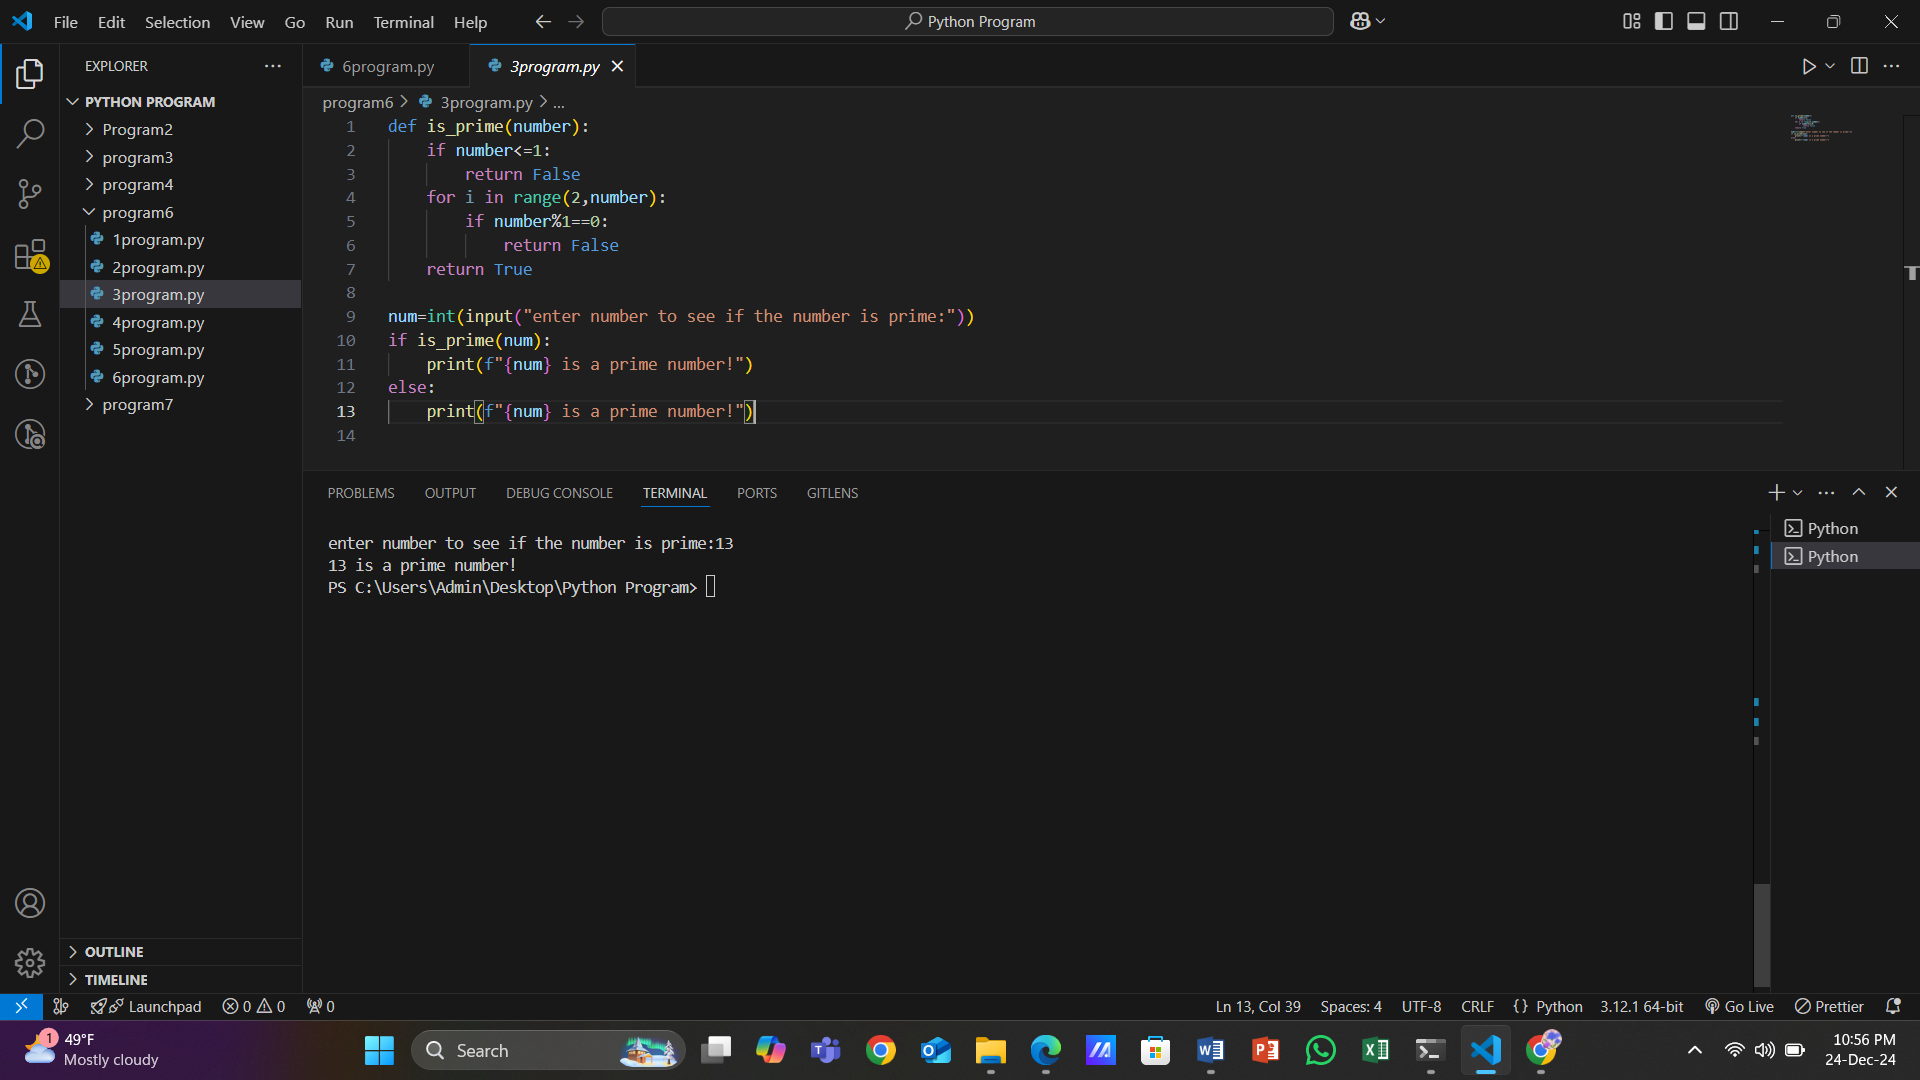 File Edit Selection View Go Run Terminal Help
Python Program
EXPLORER
PYTHON PROGRAM
Program2
program3
program4
program6
1program.py
2program.py
3program.py
4program.py
5program.py
6program.py
program7
OUTLINE
TIMELINE
6program.py
3program.py
program6 > 3program.py > ...
1 def is_prime(number):
2     if number<=1:
3         return False
4     for i in range(2,number):
5         if number%1==0:
6             return False
7     return True
8
9 num=int(input("enter number to see if the number is prime:"))
10 if is_prime(num):
11     print(f"{num} is a prime number!")
12 else:
13     print(f"{num} is a prime number!")
14
PROBLEMS OUTPUT DEBUG CONSOLE TERMINAL PORTS GITLENS
enter number to see if the number is prime:13
13 is a prime number!
PS C:\Users\Admin\Desktop\Python Program>
Python
Python
Launchpad 0 0 0
Ln 13, Col 39 Spaces: 4 UTF-8 CRLF {} Python 3.12.1 64-bit Go Live Prettier
1
49°F
Mostly cloudy
Search
10:56 PM
24-Dec-24